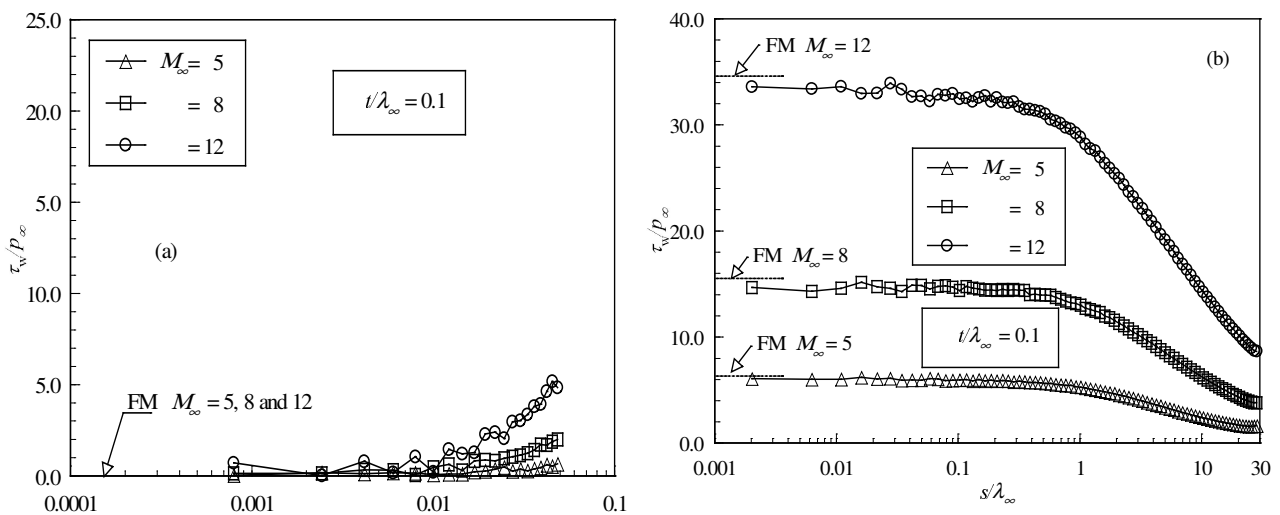 25.0
20.0
5.0
10.0
5.0
0.0
τw/p∞
M∞ = 5
= 8
= 12
t/λ∞ = 0.1
(a)
FM M∞ = 5, 8 and 12
0.0001
0.001
0.01
0.1
40.0
30.0
20.0
10.0
0.0
τw/p∞
FM M∞ = 12
(b)
M∞ = 5
= 8
= 12
FM M∞ = 8
t/λ∞ = 0.1
FM M∞ = 5
0.001
0.01
0.1
1
10
30
s/λ∞